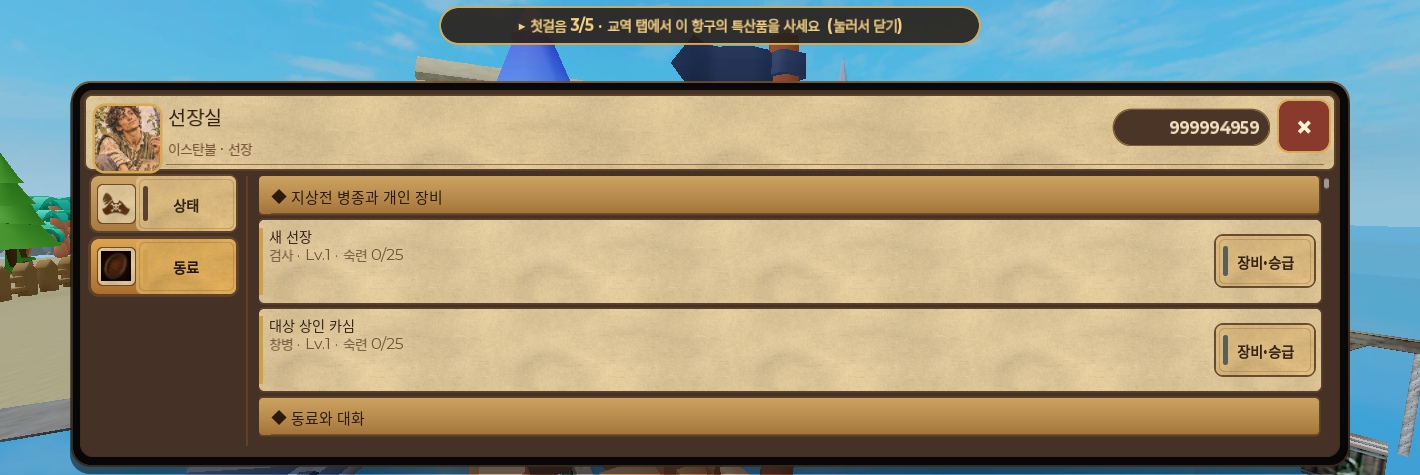 ▸ 첫걸음 3/5 · 교역 탭에서 이 항구의 특산품을 사세요 (눌러서 닫기)
선장실
이스탄불 · 선장
999994959
×
상태
동료
◆ 지상전 병종과 개인 장비
새 선장
검사 · Lv.1 · 숙련 0/25
장비·승급
대상 상인 카심
창병 · Lv.1 · 숙련 0/25
장비·승급
◆ 동료와 대화